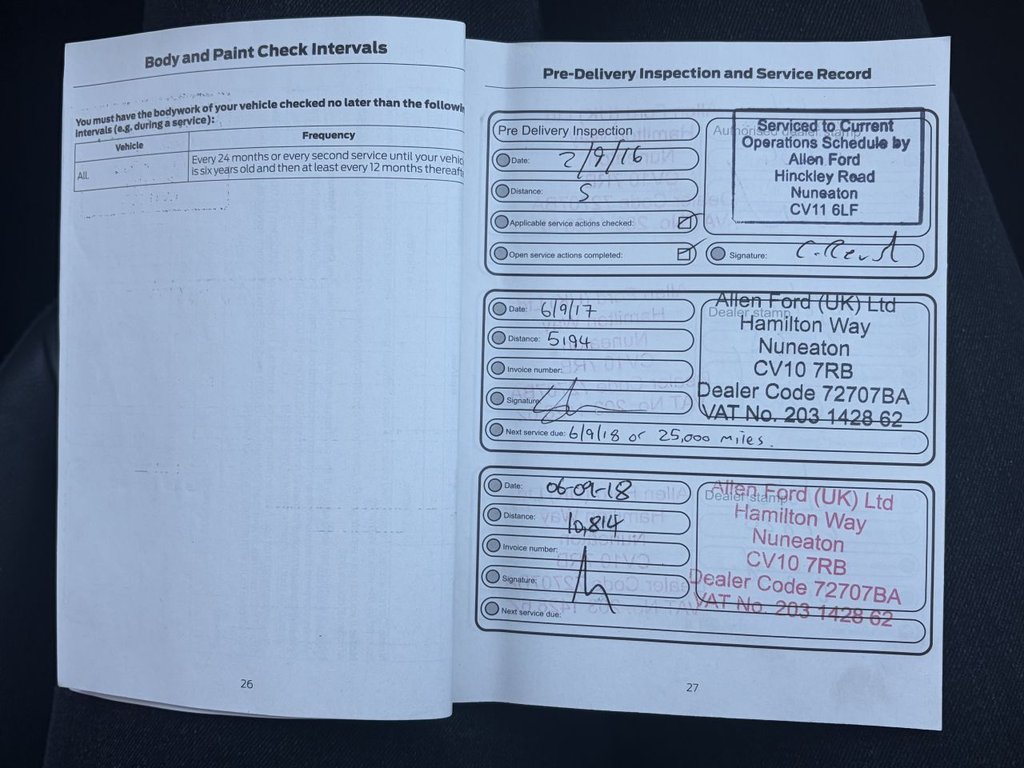 Body and Paint Check Intervals
You must have the bodywork of your vehicle checked no later than the followin
intervals (e.g. during a service):
Vehicle
Frequency
All.
Every 24 months or every second service until your vehic
is six years old and then at least every 12 months thereaft
26
Pre-Delivery Inspection and Service Record
Pre Delivery Inspection
Date: 2/9/16
Distance: 5
Applicable service actions checked:
Open service actions completed:
Authorised dealer stamp
Serviced to Current
Operations Schedule by
Allen Ford
Hinckley Road
Nuneaton
CV11 6LF
Signature:
Date: 6/9/17
Distance: 5194
Invoice number:
Signature:
Next service due: 6/9/18 or 25,000 miles.
Dealer stamp
Allen Ford (UK) Ltd
Hamilton Way
Nuneaton
CV10 7RB
Dealer Code 72707BA
VAT No. 203 1428 62
Date: 06-09-18
Distance: 10,814
Invoice number:
Signature:
Next service due:
Dealer stamp
Allen Ford (UK) Ltd
Hamilton Way
Nuneaton
CV10 7RB
Dealer Code 72707BA
VAT No. 203 1428 62
27